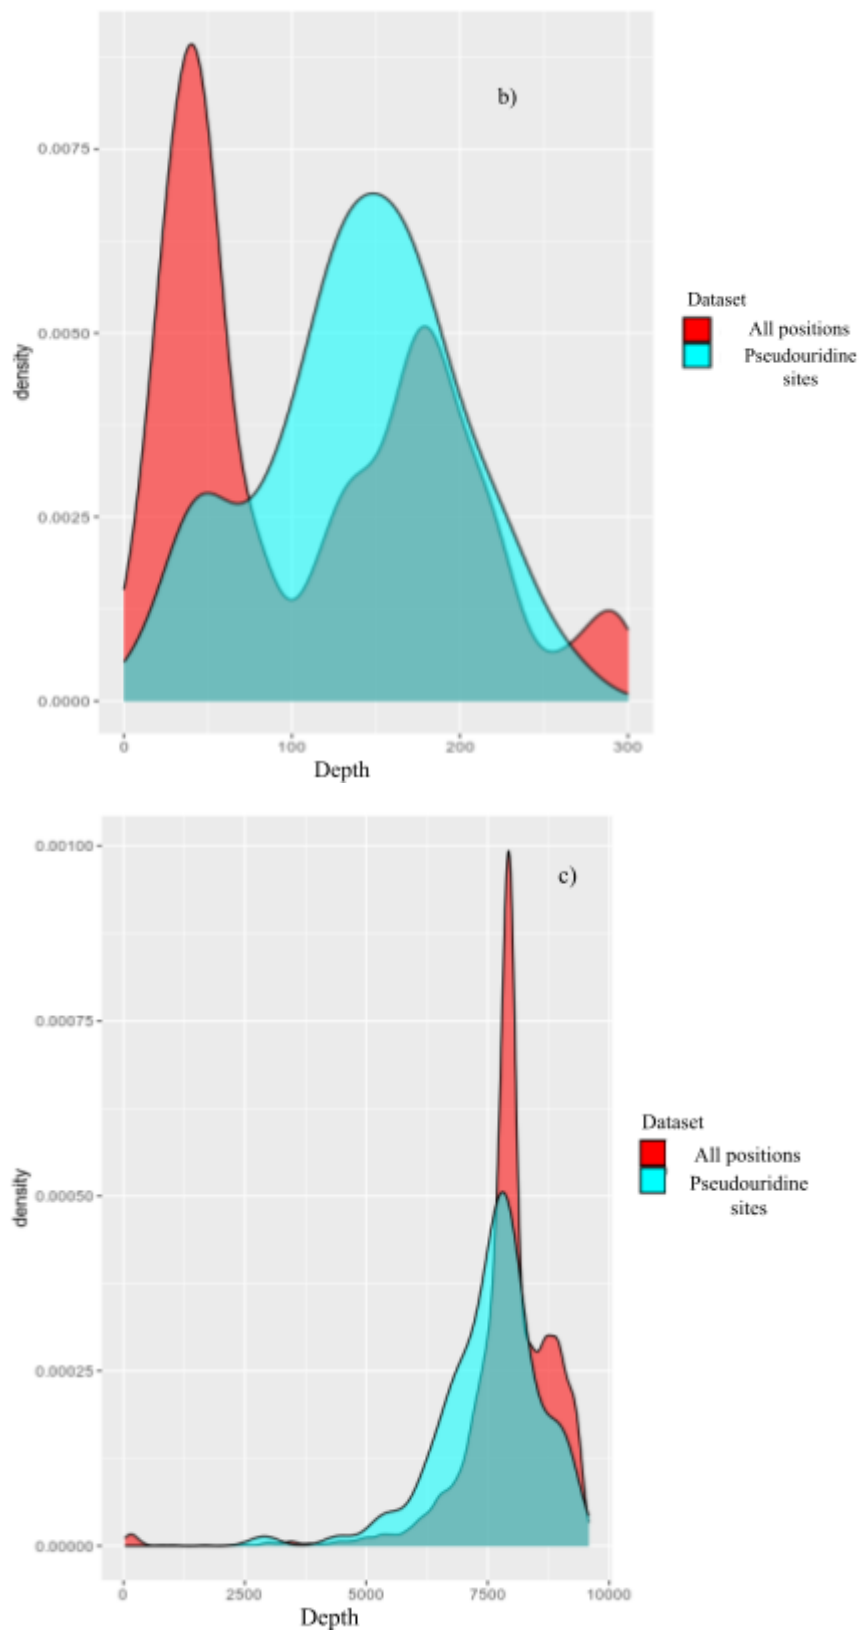 b)
0.0075
0.0050
0.0025
0.0000
density
0
100
200
300
Depth
Dataset
All positions
Pseudouridine
sites
c)
0.00100
0.00075
0.00050
0.00025
0.00000
density
0
2500
5000
7500
10000
Depth
Dataset
All positions
Pseudouridine
sites